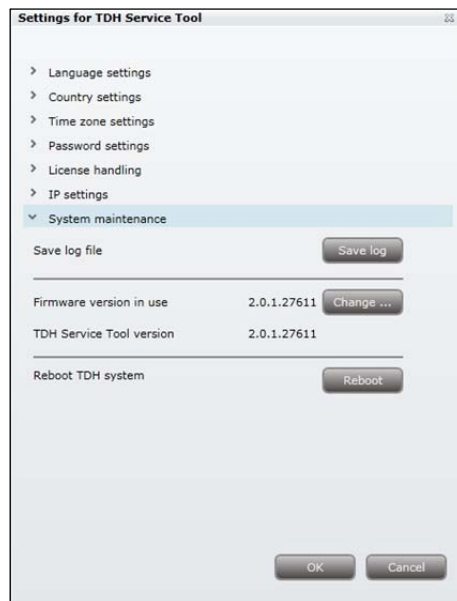 Settings for TDH Service Tool
Language settings
Country settings
Time zone settings
Password settings
License handling
IP settings
System maintenance
Save log file Save log
Firmware version in use 2.0.1.27611 Change ...
TDH Service Tool version 2.0.1.27611
Reboot TDH system Reboot
OK Cancel